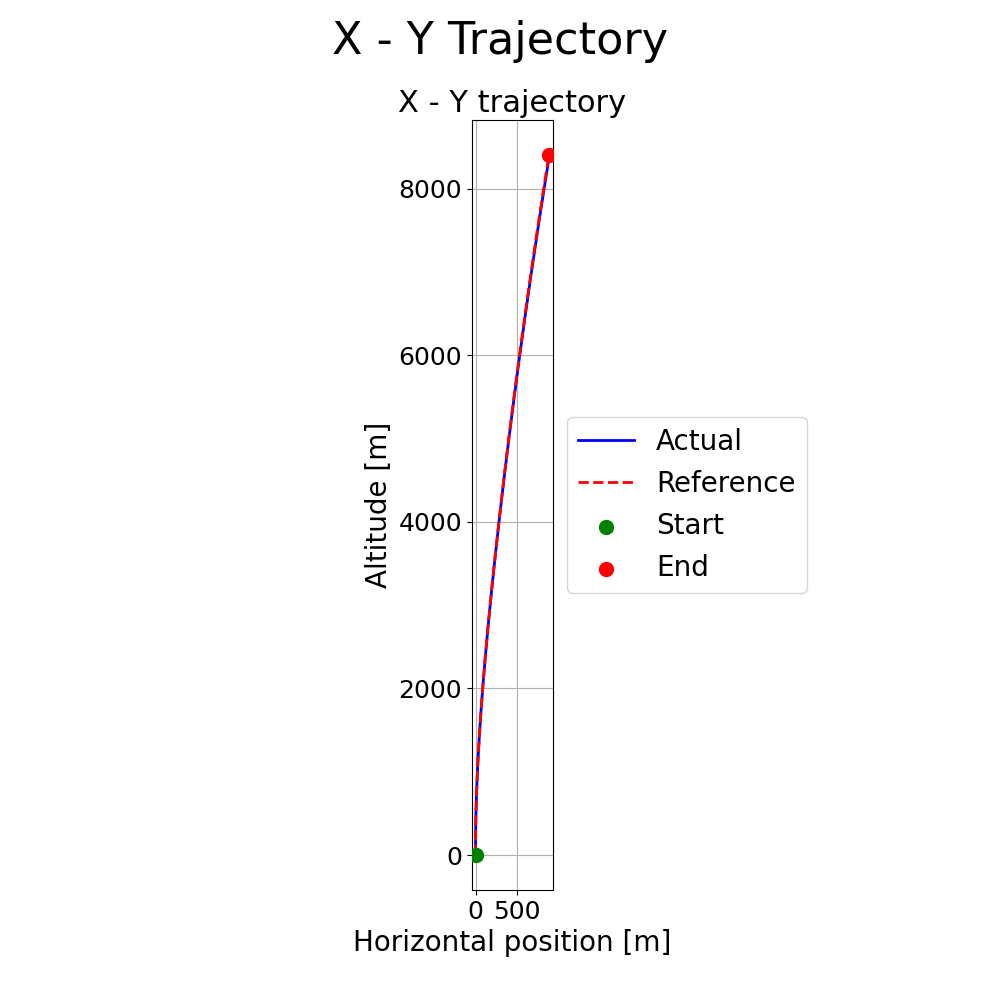 X - Y Trajectory
X - Y trajectory
8000
6000
4000
2000
0
Altitude [m]
0 500
Horizontal position [m]
Actual
Reference
Start
End